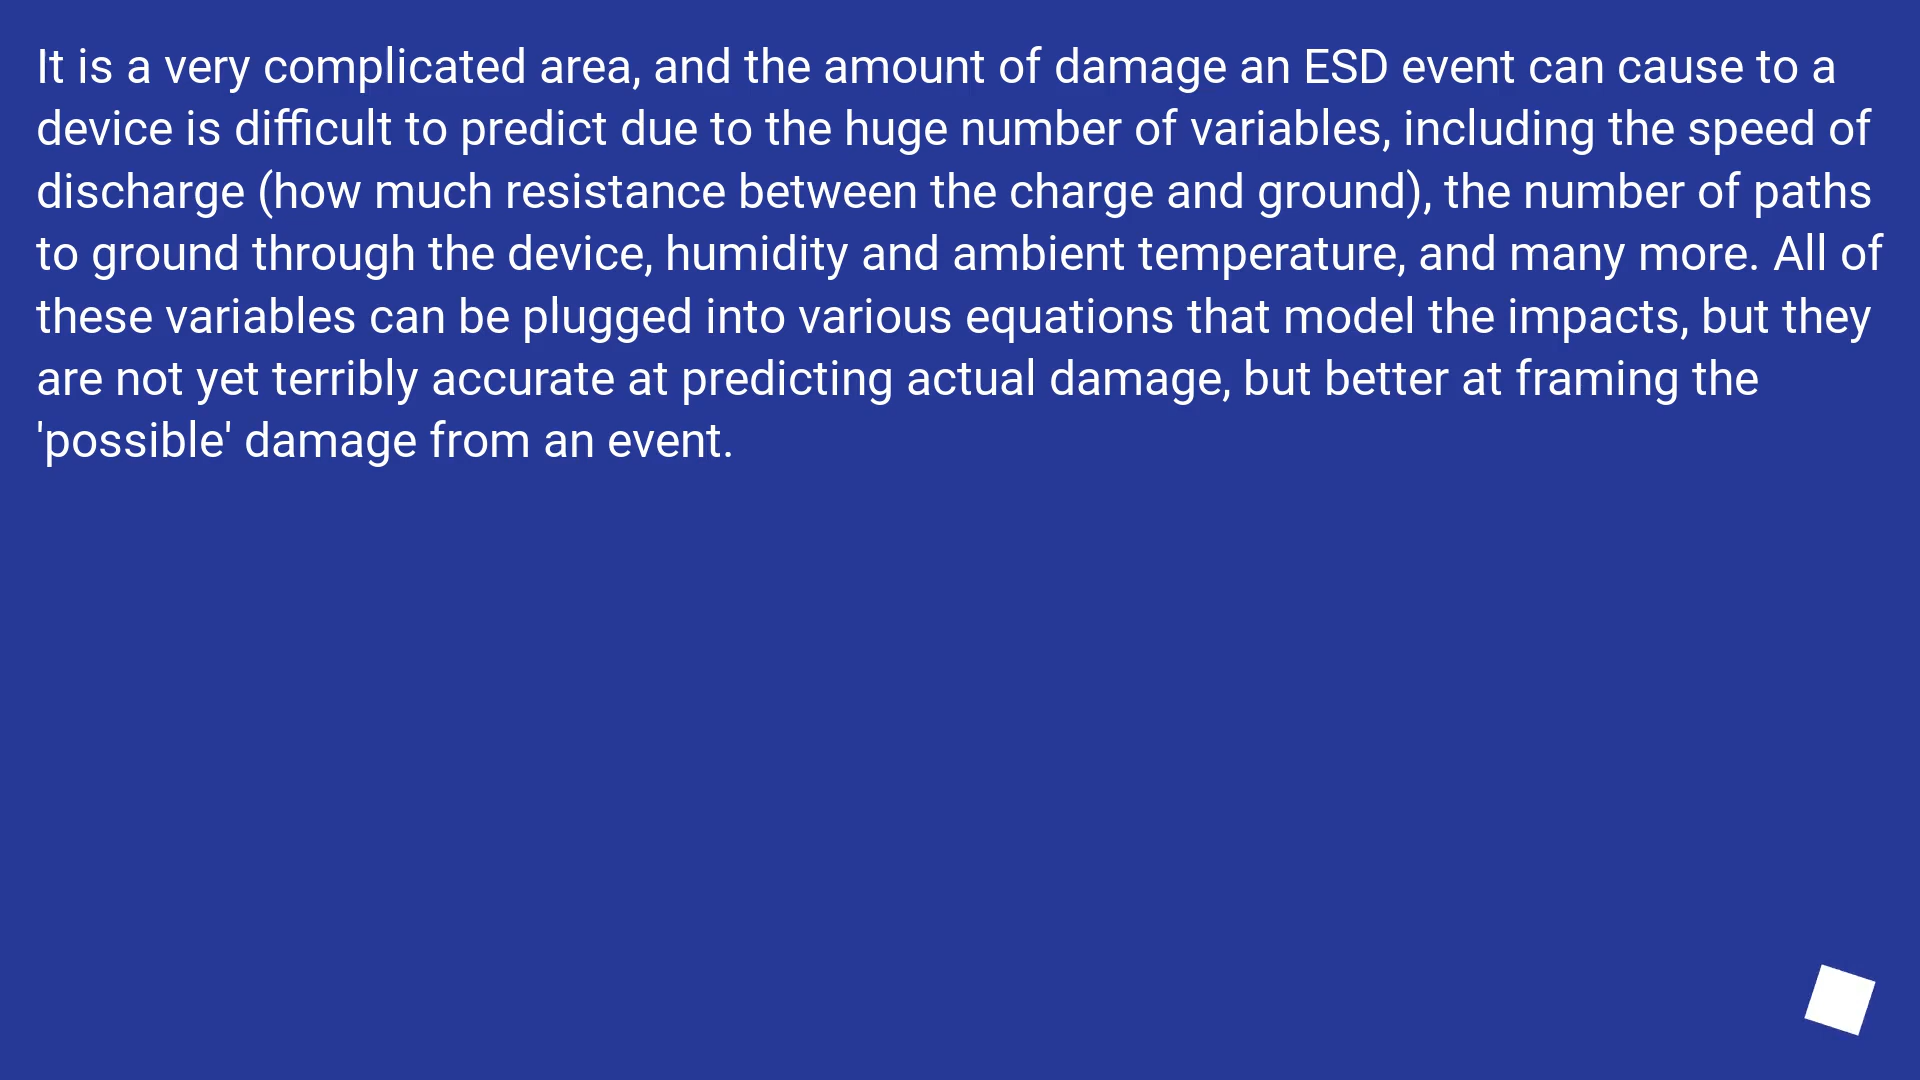 It is a very complicated area, and the amount of damage an ESD event can cause to a
device is difficult to predict due to the huge number of variables, including the speed of
discharge (how much resistance between the charge and ground), the number of paths
to ground through the device, humidity and ambient temperature, and many more. All of
these variables can be plugged into various equations that model the impacts, but they
are not yet terribly accurate at predicting actual damage, but better at framing the
'possible' damage from an event.